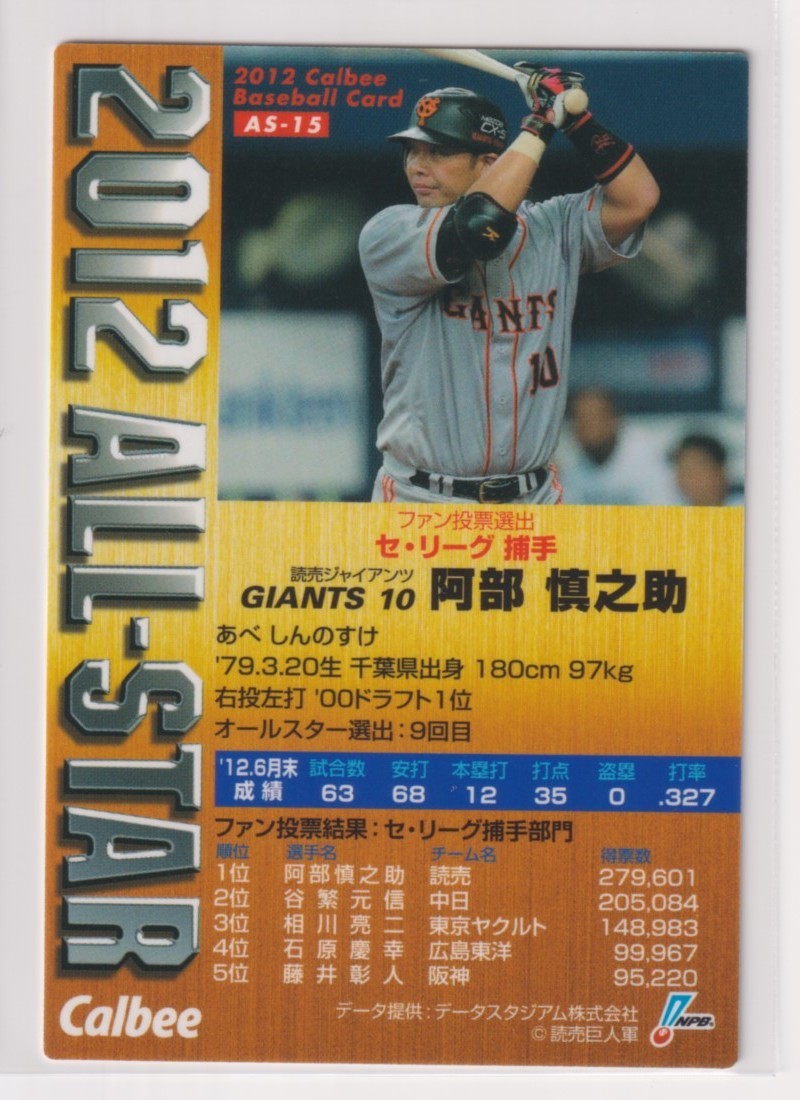 2012 ALL-STAR
2012 Calbee
Baseball Card
AS-15
GIANTS
10
ファン投票選出
セ・リーグ 捕手
読売ジャイアンツ
GIANTS 10 阿部 慎之助
あべ しんのすけ
'79.3.20生 千葉県出身 180cm 97kg
右投左打 '00ドラフト1位
オールスター選出:9回目
'12.6月末 試合数 安打 本塁打 打点 盗塁 打率
成績 63 68 12 35 0 .327
ファン投票結果:セ・リーグ捕手部門
順位 選手名 チーム名 得票数
1位 阿部慎之助 読売 279,601
2位 谷繁元信 中日 205,084
3位 相川亮二 東京ヤクルト 148,983
4位 石原慶幸 広島東洋 99,967
5位 藤井彰人 阪神 95,220
データ提供:データスタジアム株式会社
©読売巨人軍
Calbee
NPB